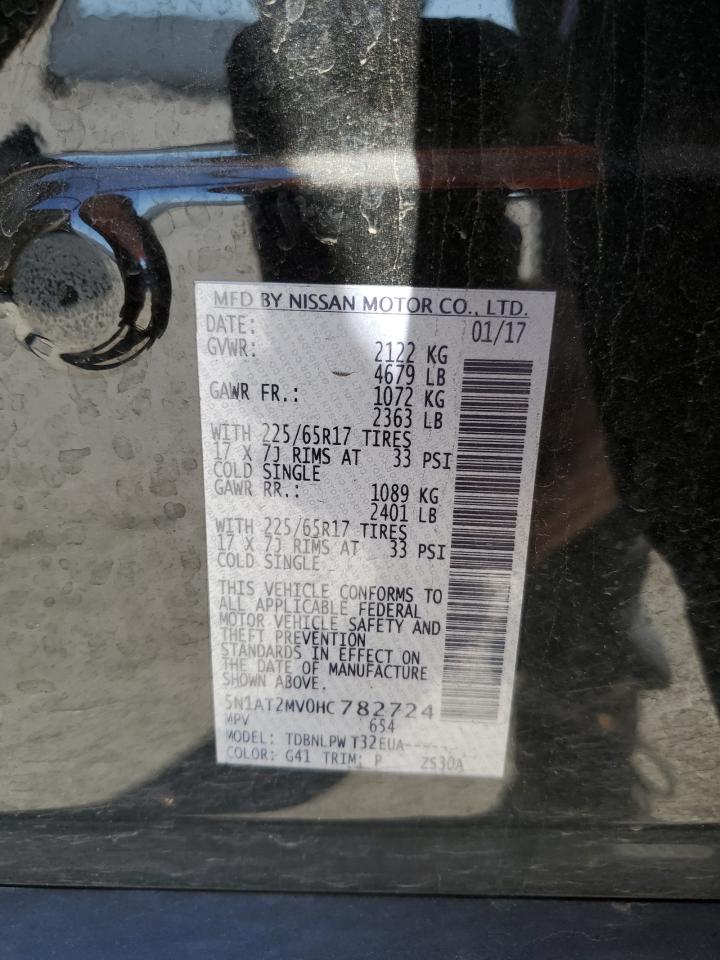 MFD BY NISSAN MOTOR CO., LTD.
DATE: 01/17
GVWR: 2122 KG
4679 LB
GAWR FR.: 1072 KG
2363 LB
WITH 225/65R17 TIRES
17 X 7J RIMS AT 33 PSI
COLD SINGLE
GAWR RR.: 1089 KG
2401 LB
WITH 225/65R17 TIRES
17 X 7J RIMS AT 33 PSI
COLD SINGLE
THIS VEHICLE CONFORMS TO
ALL APPLICABLE FEDERAL
MOTOR VEHICLE SAFETY AND
THEFT PREVENTION
STANDARDS IN EFFECT ON
THE DATE OF MANUFACTURE
SHOWN ABOVE.
5N1AT2MV0HC782724
MPV 654
MODEL: TDBNLPW T32EUA-----
COLOR: G41 TRIM: P ZS30A